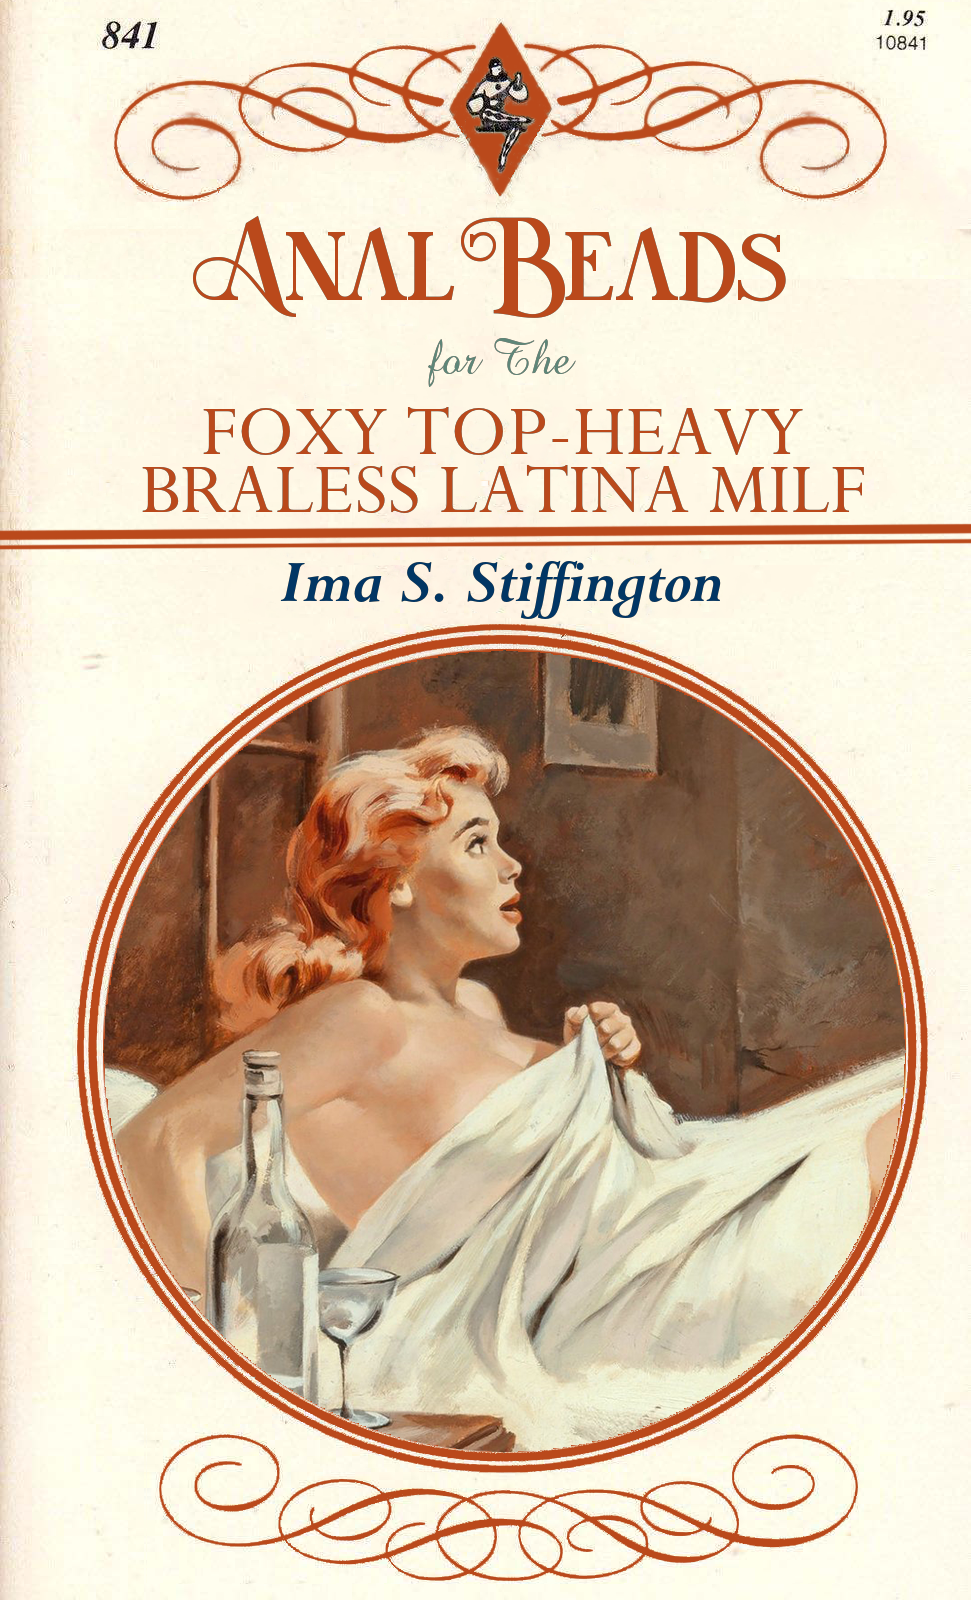 841
1.95
10841
ANAL BEADS
for The
FOXY TOP-HEAVY
BRALESS LATINA MILF
Ima S. Stiffington